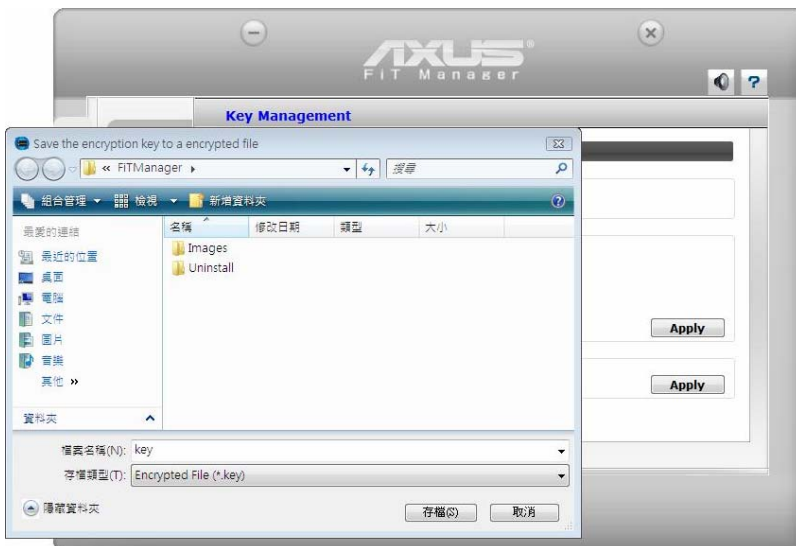 AXUS®
FiT Manager
Key Management
Save the encryption key to a encrypted file
« FiTManager
搜尋
組合管理 檢視 新增資料夾
最愛的連結
名稱 修改日期 類型 大小
最近的位置
桌面
電腦
文件
圖片
音樂
其他 »
Images
Uninstall
資料夾
Apply
Apply
檔案名稱(N): key
存檔類型(T): Encrypted File (*.key)
隱藏資料夾
存檔(S) 取消